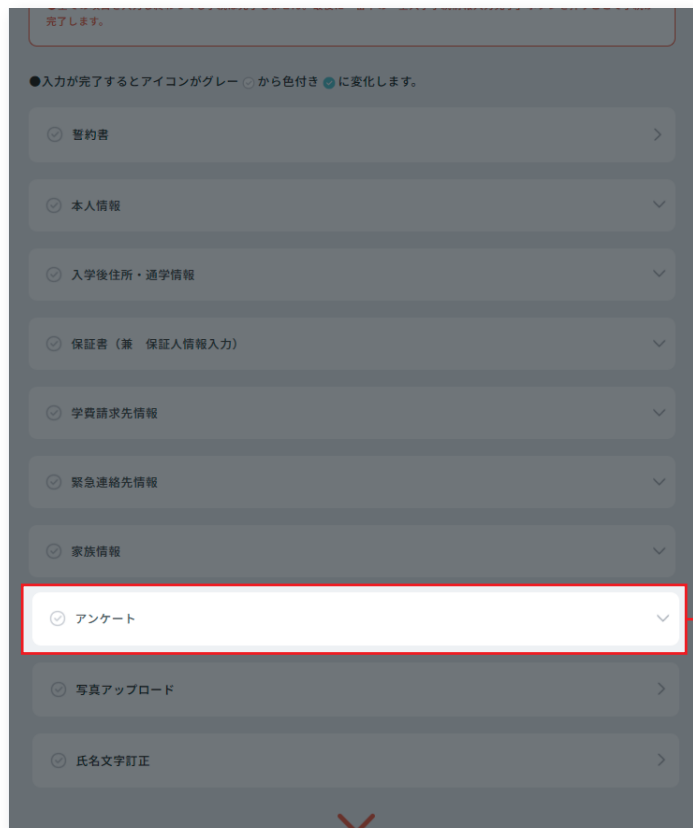 完了します。
●入力が完了するとアイコンがグレー から色付き に変化します。
誓約書
本人情報
入学後住所・通学情報
保証書（兼　保証人情報入力）
学費請求先情報
緊急連絡先情報
家族情報
アンケート
写真アップロード
氏名文字訂正